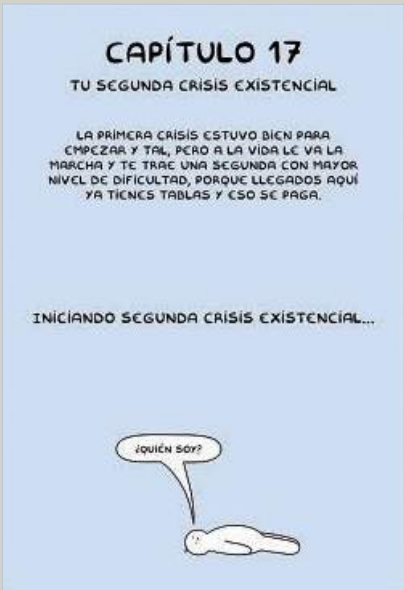 CAPÍTULO 17
TU SEGUNDA CRISIS EXISTENCIAL
LA PRIMERA CRISIS ESTUVO BIEN PARA
EMPEZAR Y TAL, PERO A LA VIDA LE VA LA
MARCHA Y TE TRAE UNA SEGUNDA CON MAYOR
NIVEL DE DIFICULTAD, PORQUE LLEGADOS AQUÍ
YA TIENES TABLAS Y ESO SE PAGA.
INICIANDO SEGUNDA CRISIS EXISTENCIAL...
¿QUIÉN SOY?